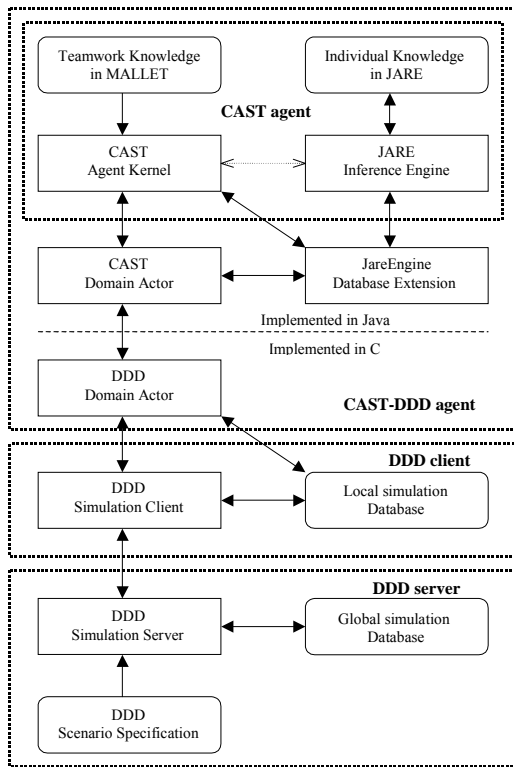 Teamwork Knowledge
in MALLET
Individual Knowledge
in JARE
CAST agent
CAST
Agent Kernel
JARE
Inference Engine
CAST
Domain Actor
JareEngine
Database Extension
Implemented in Java
Implemented in C
DDD
Domain Actor
CAST-DDD agent
DDD client
DDD
Simulation Client
Local simulation
Database
DDD server
DDD
Simulation Server
Global simulation
Database
DDD
Scenario Specification